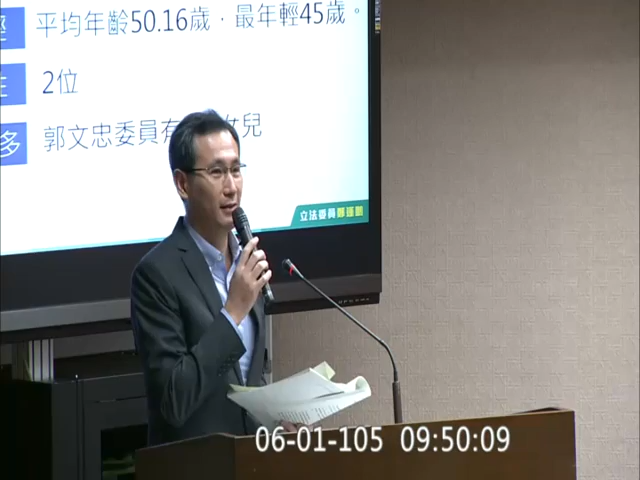 平均年齡50.16歲，最年輕45歲。
2位
多 郭文忠委員有 女兒
立法委員鄭運鵬
06-01-105 09:50:09